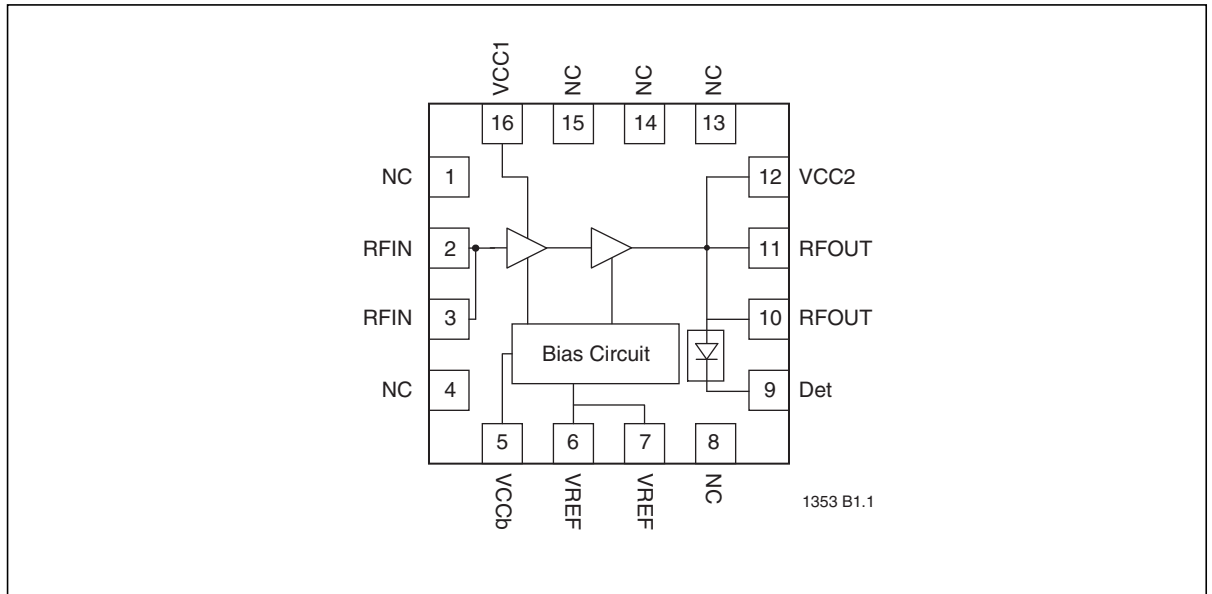 VCC1
NC
NC
NC
16
15
14
13
NC
1
12
VCC2
RFIN
2
11
RFOUT
RFIN
3
10
RFOUT
Bias Circuit
NC
4
9
Det
5
6
7
8
VCCb
VREF
VREF
NC
1353 B1.1